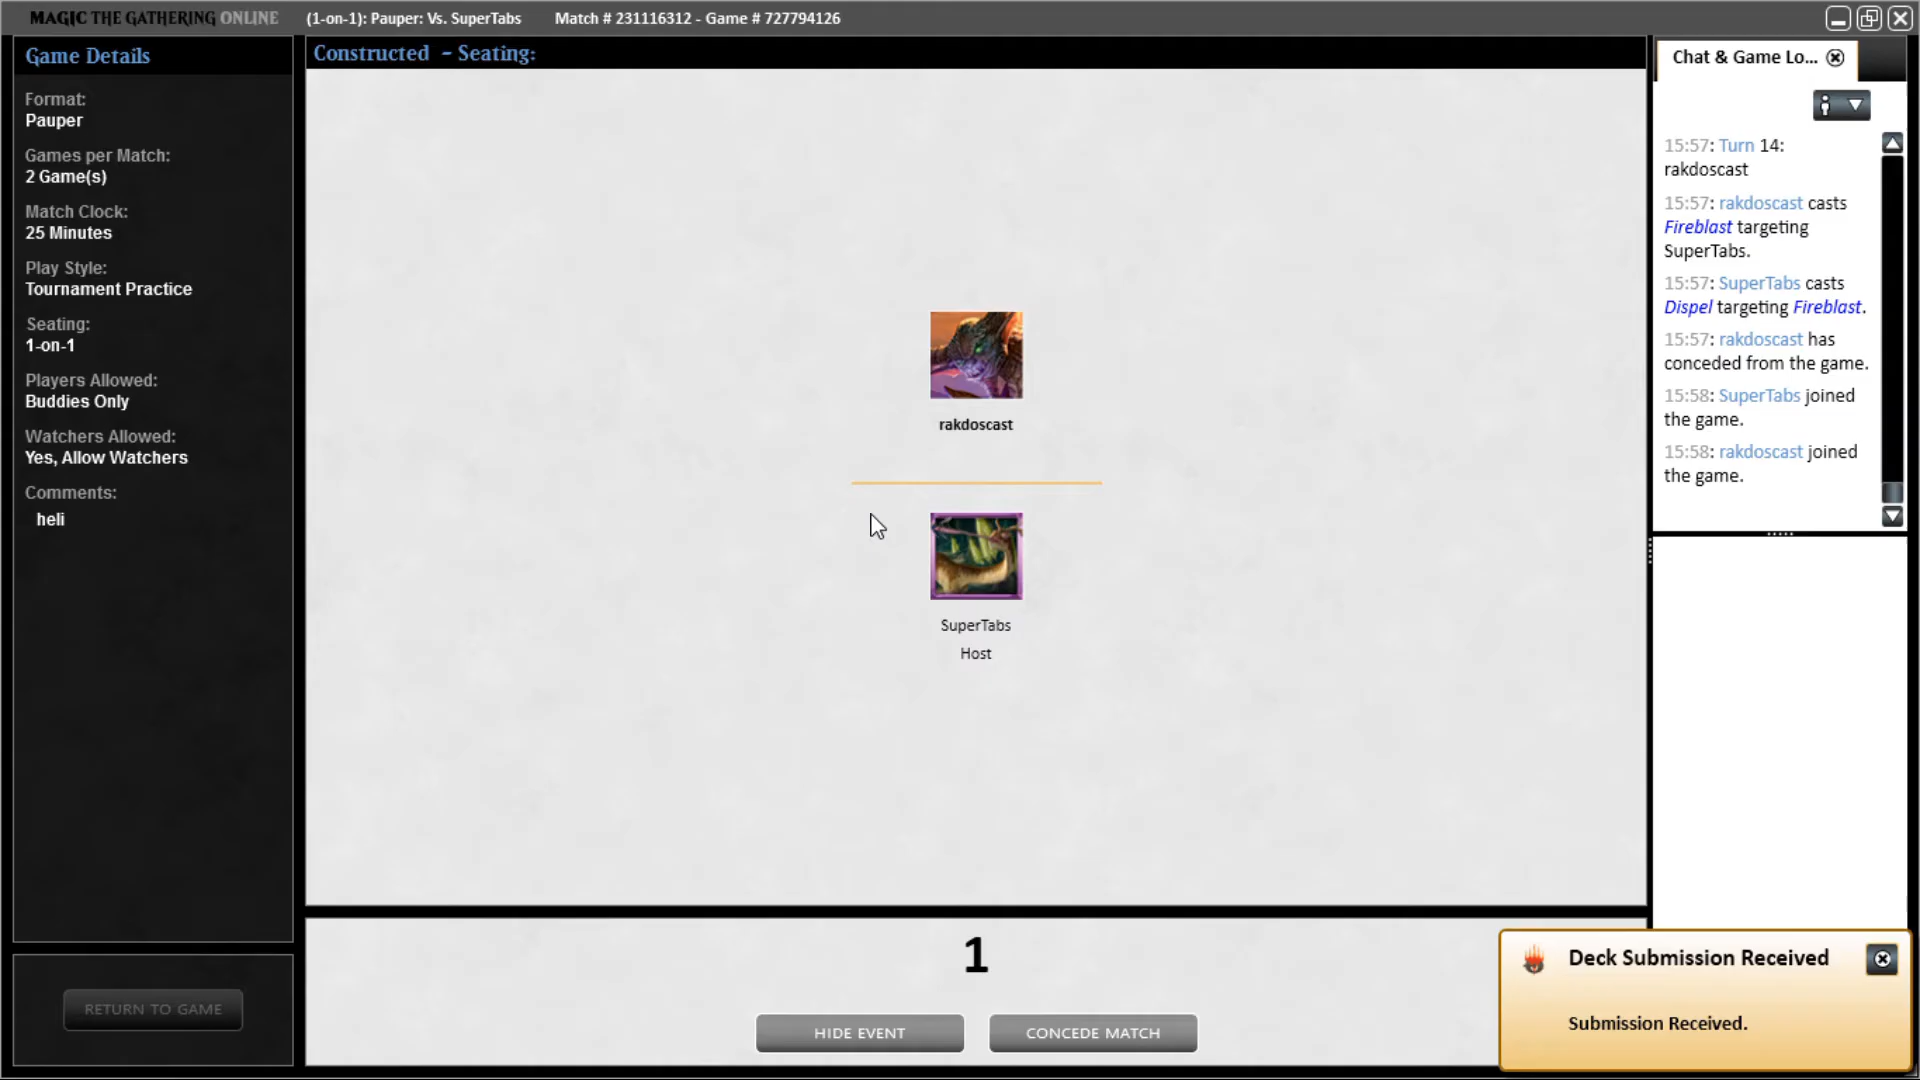 MAGIC THE GATHERING ONLINE
(1-on-1): Pauper: Vs. SuperTabs
Match # 231116312 - Game # 727794126
Game Details
Format:
Pauper
Games per Match:
2 Game(s)
Match Clock:
25 Minutes
Play Style:
Tournament Practice
Seating:
1-on-1
Players Allowed:
Buddies Only
Watchers Allowed:
Yes, Allow Watchers
Comments:
heli
RETURN TO GAME
Constructed - Seating:
rakdoscast
SuperTabs
Host
1
HIDE EVENT
CONCEDE MATCH
Chat & Game Lo...
15:57: Turn 14:
rakdoscast
15:57: rakdoscast casts
Fireblast targeting
SuperTabs.
15:57: SuperTabs casts
Dispel targeting Fireblast.
15:57: rakdoscast has
conceded from the game.
15:58: SuperTabs joined
the game.
15:58: rakdoscast joined
the game.
Deck Submission Received
Submission Received.